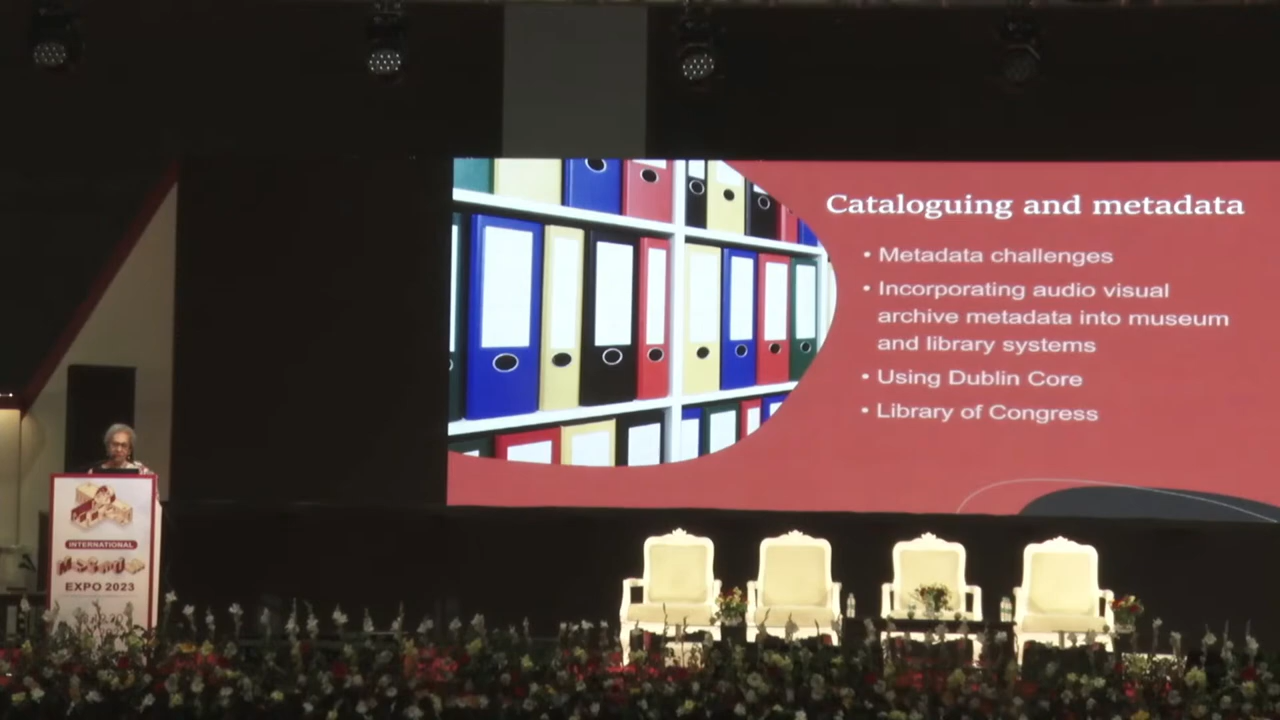 Cataloguing and metadata
• Metadata challenges
• Incorporating audio visual
archive metadata into museum
and library systems
• Using Dublin Core
• Library of Congress
INTERNATIONAL
EXPO 2023